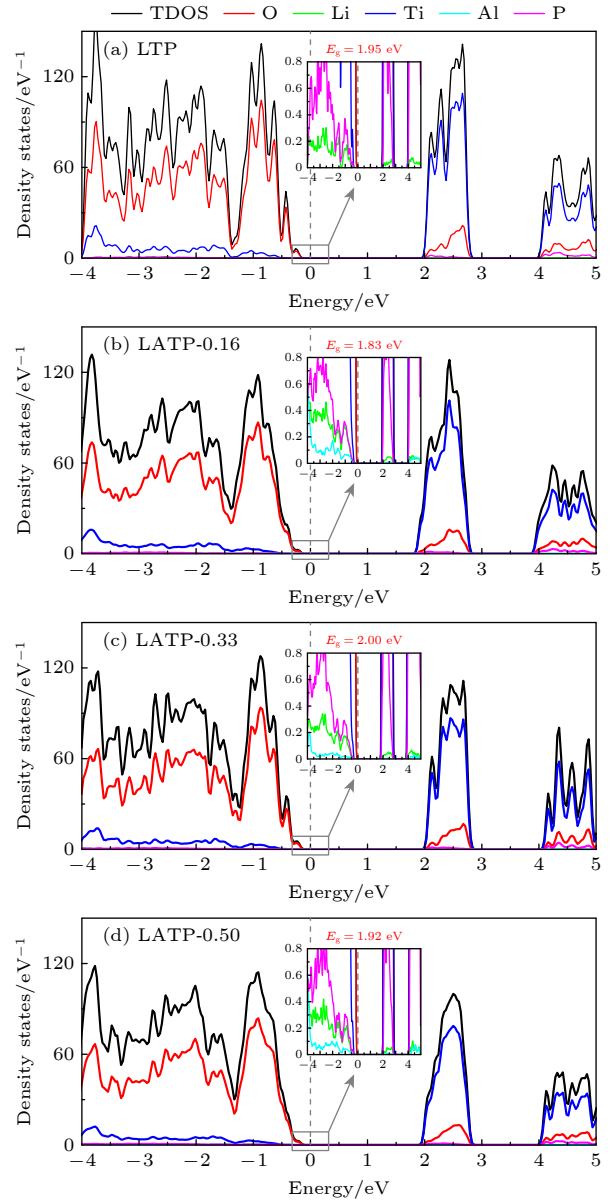 TDOS O Li Ti Al P
(a) LTP
E_g = 1.95 eV
0.8
0.6
0.4
0.2
0
−4 −2 0 2 4
120
60
0
Density states/eV⁻¹
−4 −3 −2 −1 0 1 2 3 4 5
Energy/eV
(b) LATP-0.16
E_g = 1.83 eV
0.8
0.6
0.4
0.2
0
−4 −2 0 2 4
120
60
0
Density states/eV⁻¹
−4 −3 −2 −1 0 1 2 3 4 5
Energy/eV
(c) LATP-0.33
E_g = 2.00 eV
0.8
0.6
0.4
0.2
0
−4 −2 0 2 4
120
60
0
Density states/eV⁻¹
−4 −3 −2 −1 0 1 2 3 4 5
Energy/eV
(d) LATP-0.50
E_g = 1.92 eV
0.8
0.6
0.4
0.2
0
−4 −2 0 2 4
120
60
0
Density states/eV⁻¹
−4 −3 −2 −1 0 1 2 3 4 5
Energy/eV